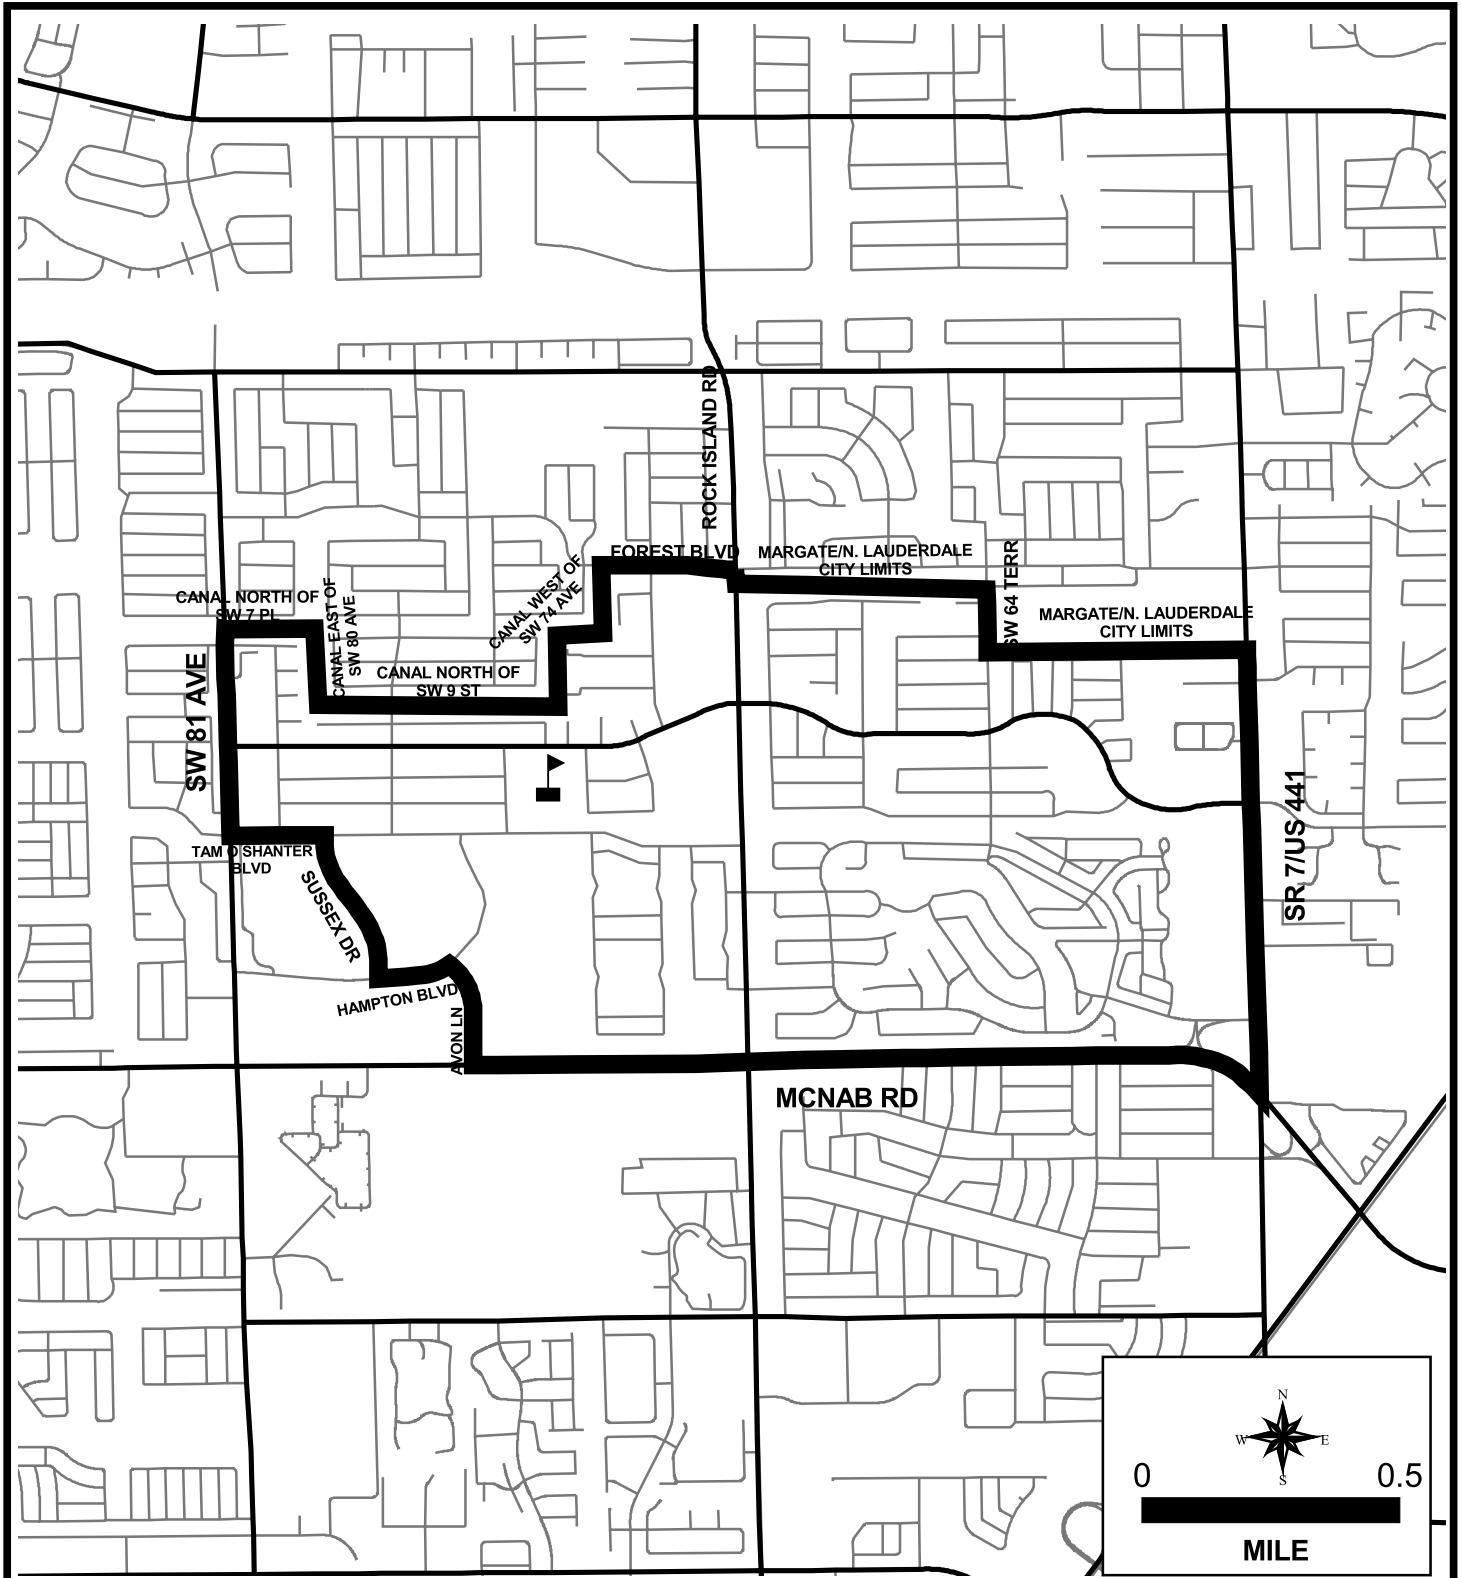 ROCK ISLAND RD
FOREST BLVD
MARGATE/N. LAUDERDALE
CITY LIMITS
SW 64 TERR
CANAL WEST OF
SW 74 AVE
CANAL NORTH OF
SW 7 PL
CANAL EAST OF
SW 80 AVE
MARGATE/N. LAUDERDALE
CITY LIMITS
CANAL NORTH OF
SW 9 ST
SW 81 AVE
SR 7/US 441
TAM O SHANTER
BLVD
SUSSEX DR
HAMPTON BLVD
AVON LN
MCNAB RD
N
W E
S
0 0.5
MILE